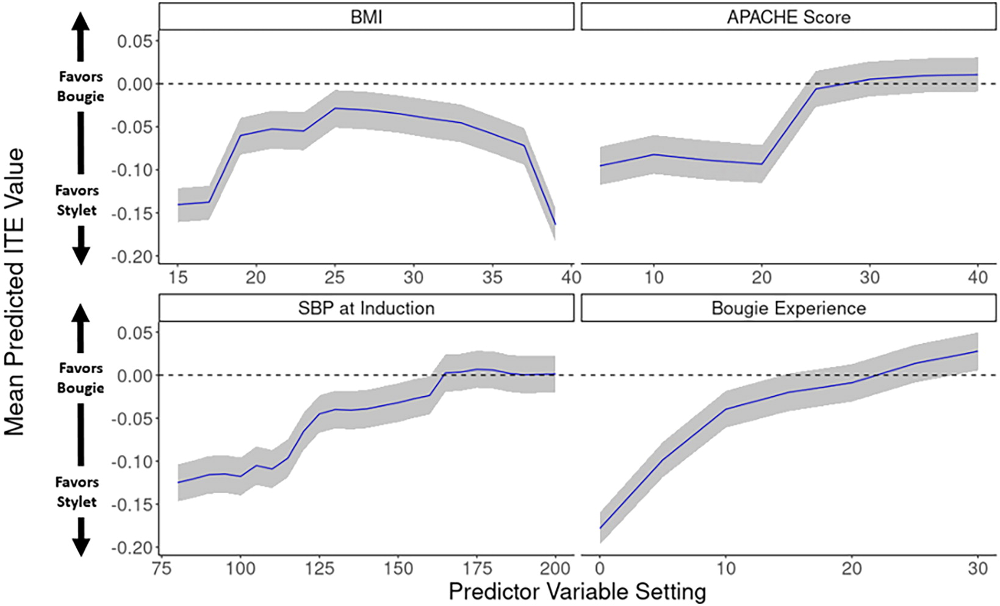 BMI
APACHE Score
0.05
0.00
-0.05
-0.10
-0.15
-0.20
Favors
Bougie
Favors
Stylet
15 20 25 30 35 40
10 20 30 40
SBP at Induction
Bougie Experience
0.05
0.00
-0.05
-0.10
-0.15
-0.20
Favors
Bougie
Favors
Stylet
75 100 125 150 175 200
0 10 20 30
Mean Predicted ITE Value
Predictor Variable Setting